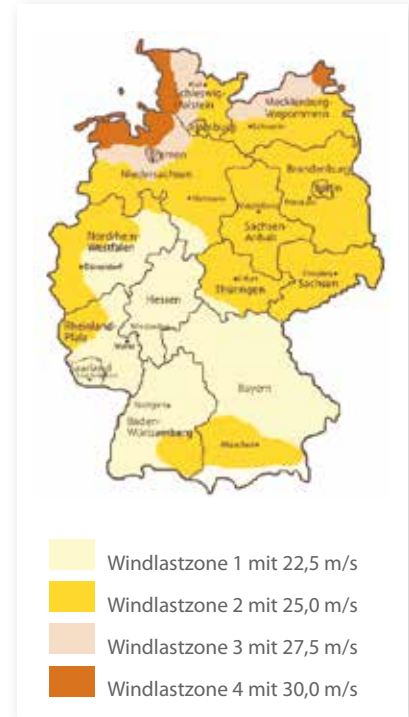 Schleswig-
Holstein
Mecklenburg-
Hamburg
Schwerin
Bremen
Niedersachsen
Brandenburg
Berlin
Hannover
Magdeburg
Sachsen-
Anhalt
Nordrhein-
Westfalen
Düsseldorf
Hessen
Thüringen
Erfurt
Dresden
Sachsen
Rheinland-
Pfalz
Wiesbaden
Mainz
Saarland
Bayern
Stuttgart
Baden-
Württemberg
München
Windlastzone 1 mit 22,5 m/s
Windlastzone 2 mit 25,0 m/s
Windlastzone 3 mit 27,5 m/s
Windlastzone 4 mit 30,0 m/s